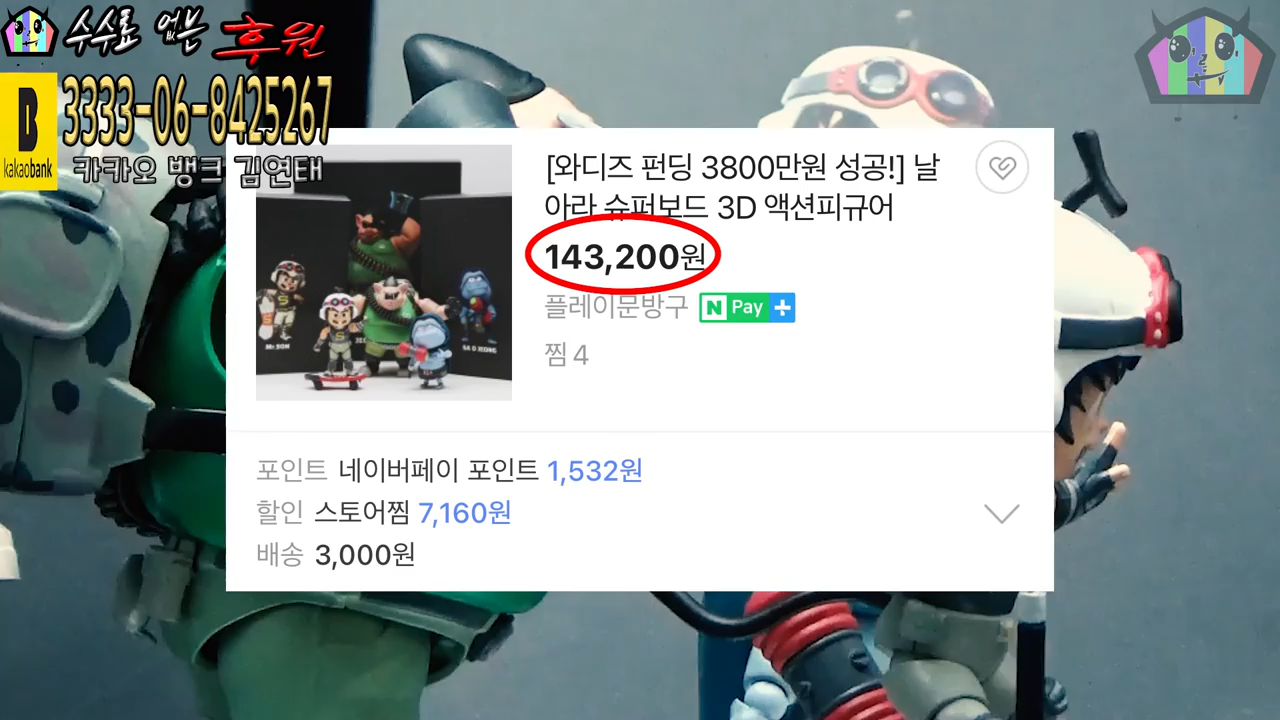 수수료 없는 후원
3333-06-8425267
kakaobank
카카오 뱅크 김연태
[와디즈 펀딩 3800만원 성공!] 날
아라 슈퍼보드 3D 액션피규어
143,200원
플레이문방구 N Pay +
찜 4
포인트 네이버페이 포인트 1,532원
할인 스토어찜 7,160원
배송 3,000원